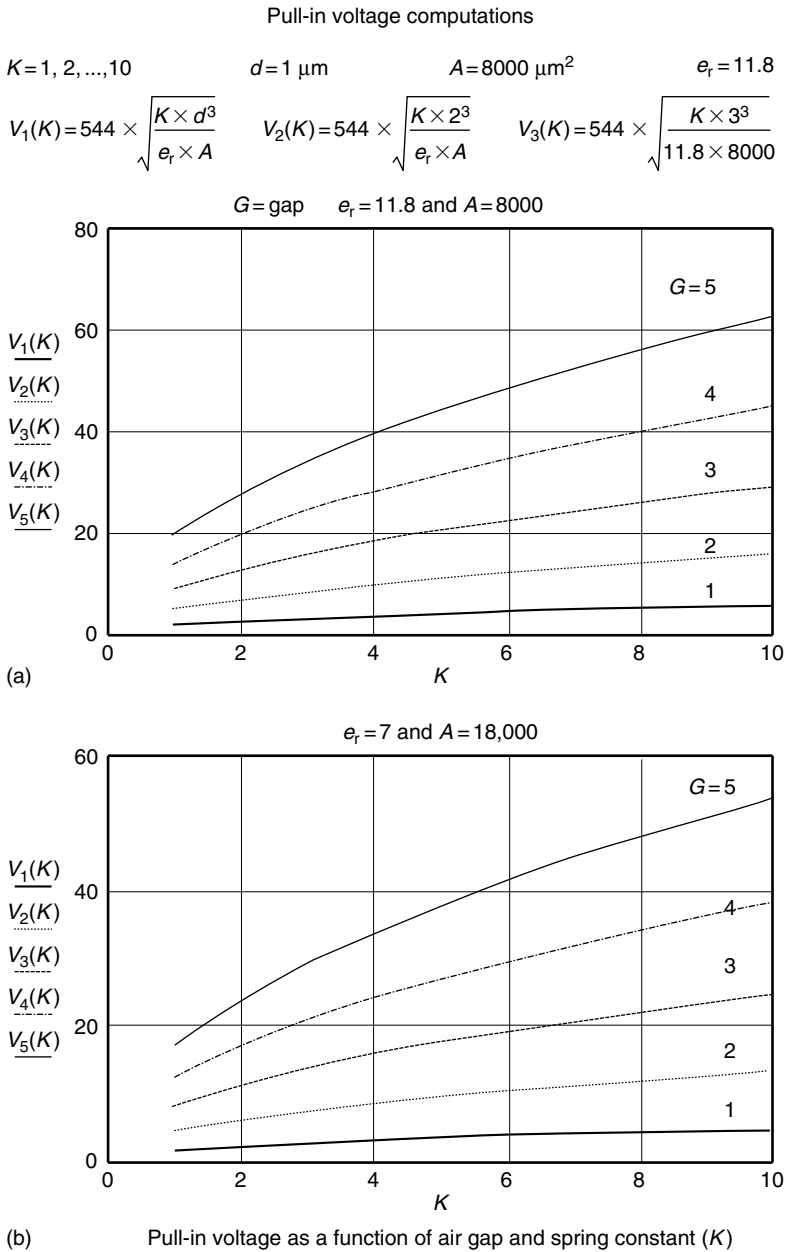 Pull-in voltage computations
K=1, 2, ...,10 d=1 μm A=8000 μm² e_r=11.8
V₁(K)=544 × √(K × d³ / e_r × A) V₂(K)=544 × √(K × 2³ / e_r × A) V₃(K)=544 × √(K × 3³ / 11.8 × 8000)
G=gap e_r=11.8 and A=8000
80
60
40
20
0
V₁(K)
V₂(K)
V₃(K)
V₄(K)
V₅(K)
G=5
4
3
2
1
0 2 4 6 8 10
K
(a)
e_r=7 and A=18,000
60
40
20
0
V₁(K)
V₂(K)
V₃(K)
V₄(K)
V₅(K)
G=5
4
3
2
1
0 2 4 6 8 10
K
(b) Pull-in voltage as a function of air gap and spring constant (K)